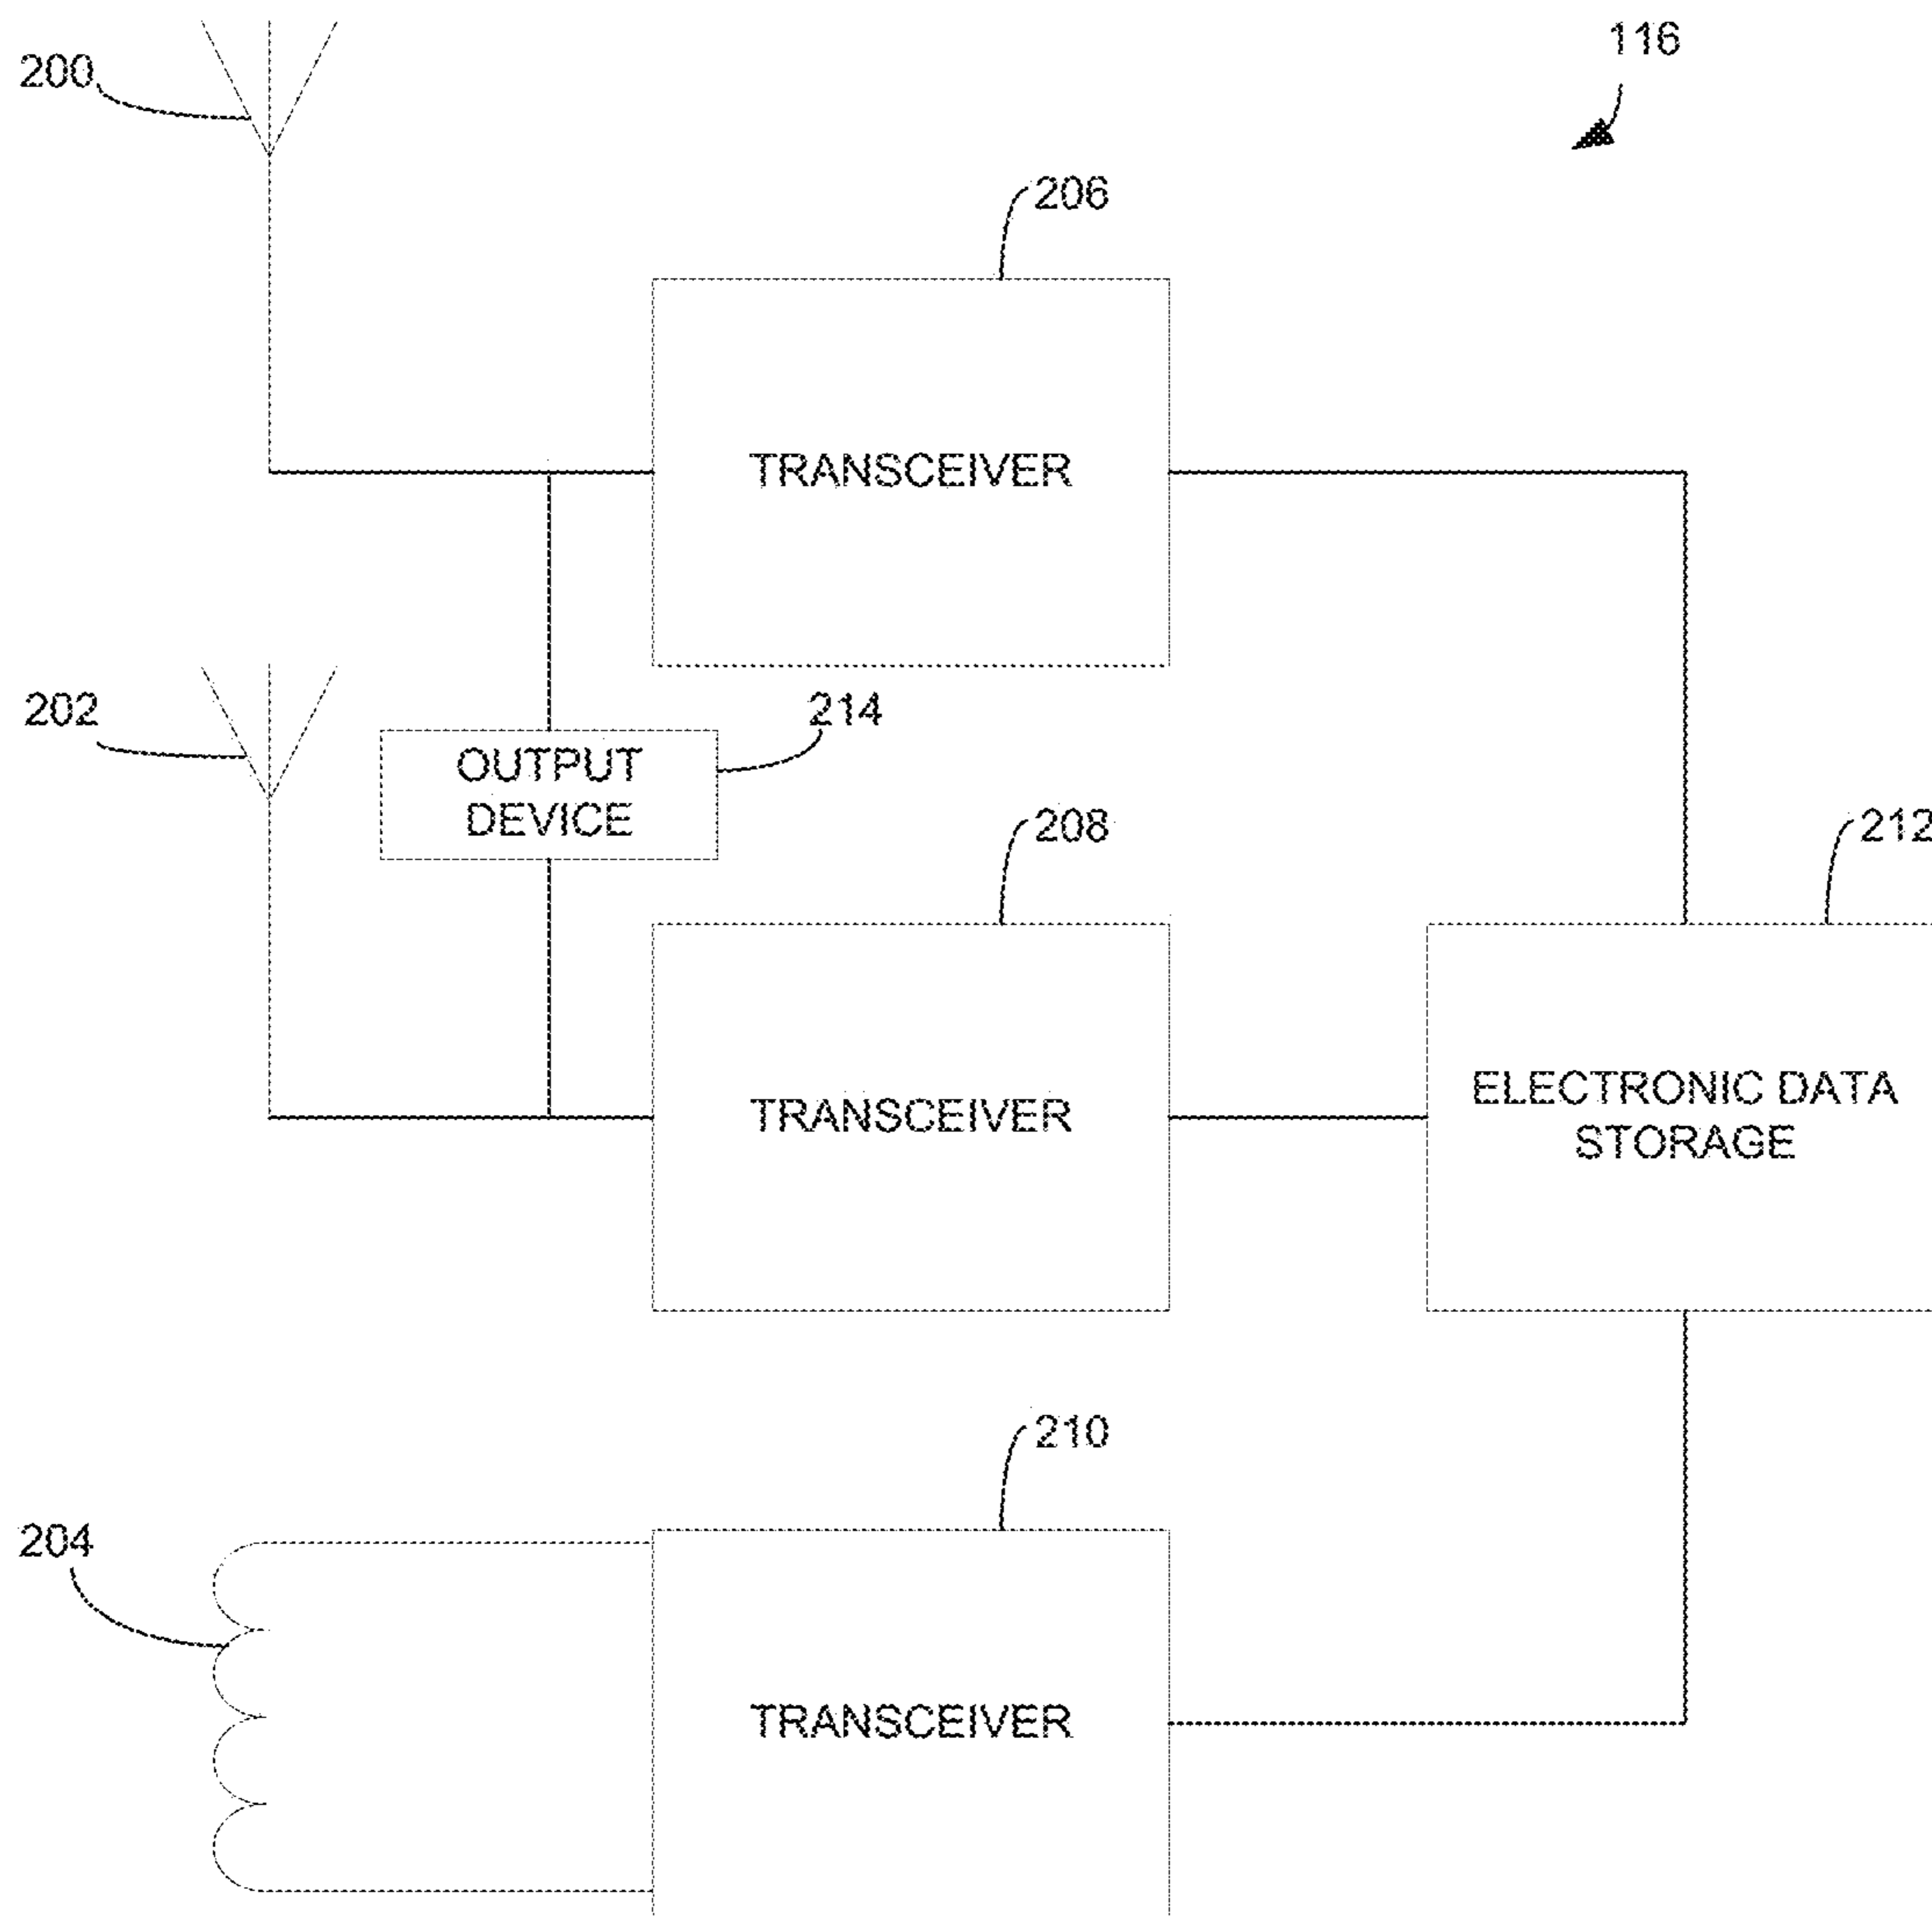 116
200
206
TRANSCEIVER
202
214
OUTPUT
DEVICE
208
212
TRANSCEIVER
ELECTRONIC DATA
STORAGE
210
204
TRANSCEIVER